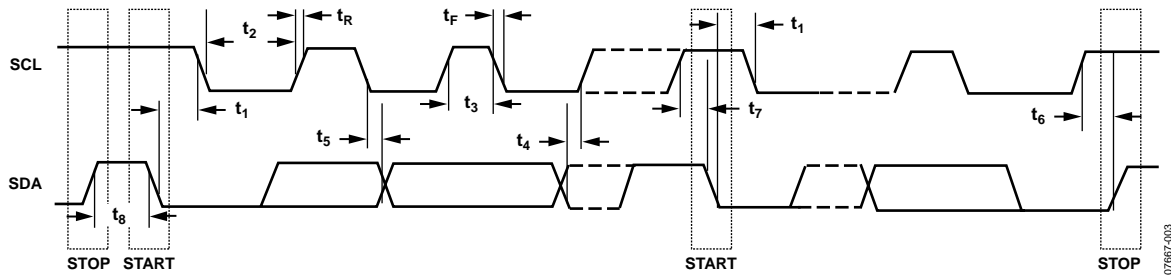 t2
tR
tF
t1
SCL
t1
t3
t7
t5
t4
t6
SDA
t8
STOP
START
START
STOP
07667-003